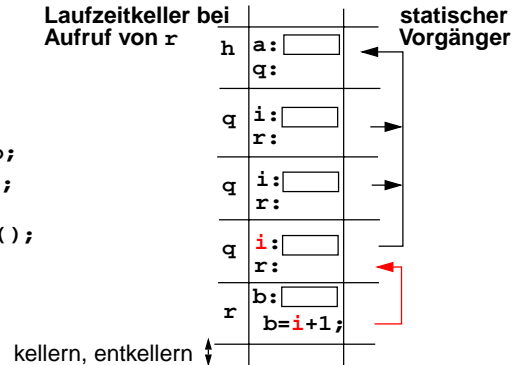 Laufzeitkeller bei
Aufruf von r
statischer
Vorgänger
h a:
q:
q i:
r:
;
;
q i:
r:
();
q i:
r:
r b:
b=i+1;
kellern, entkellern